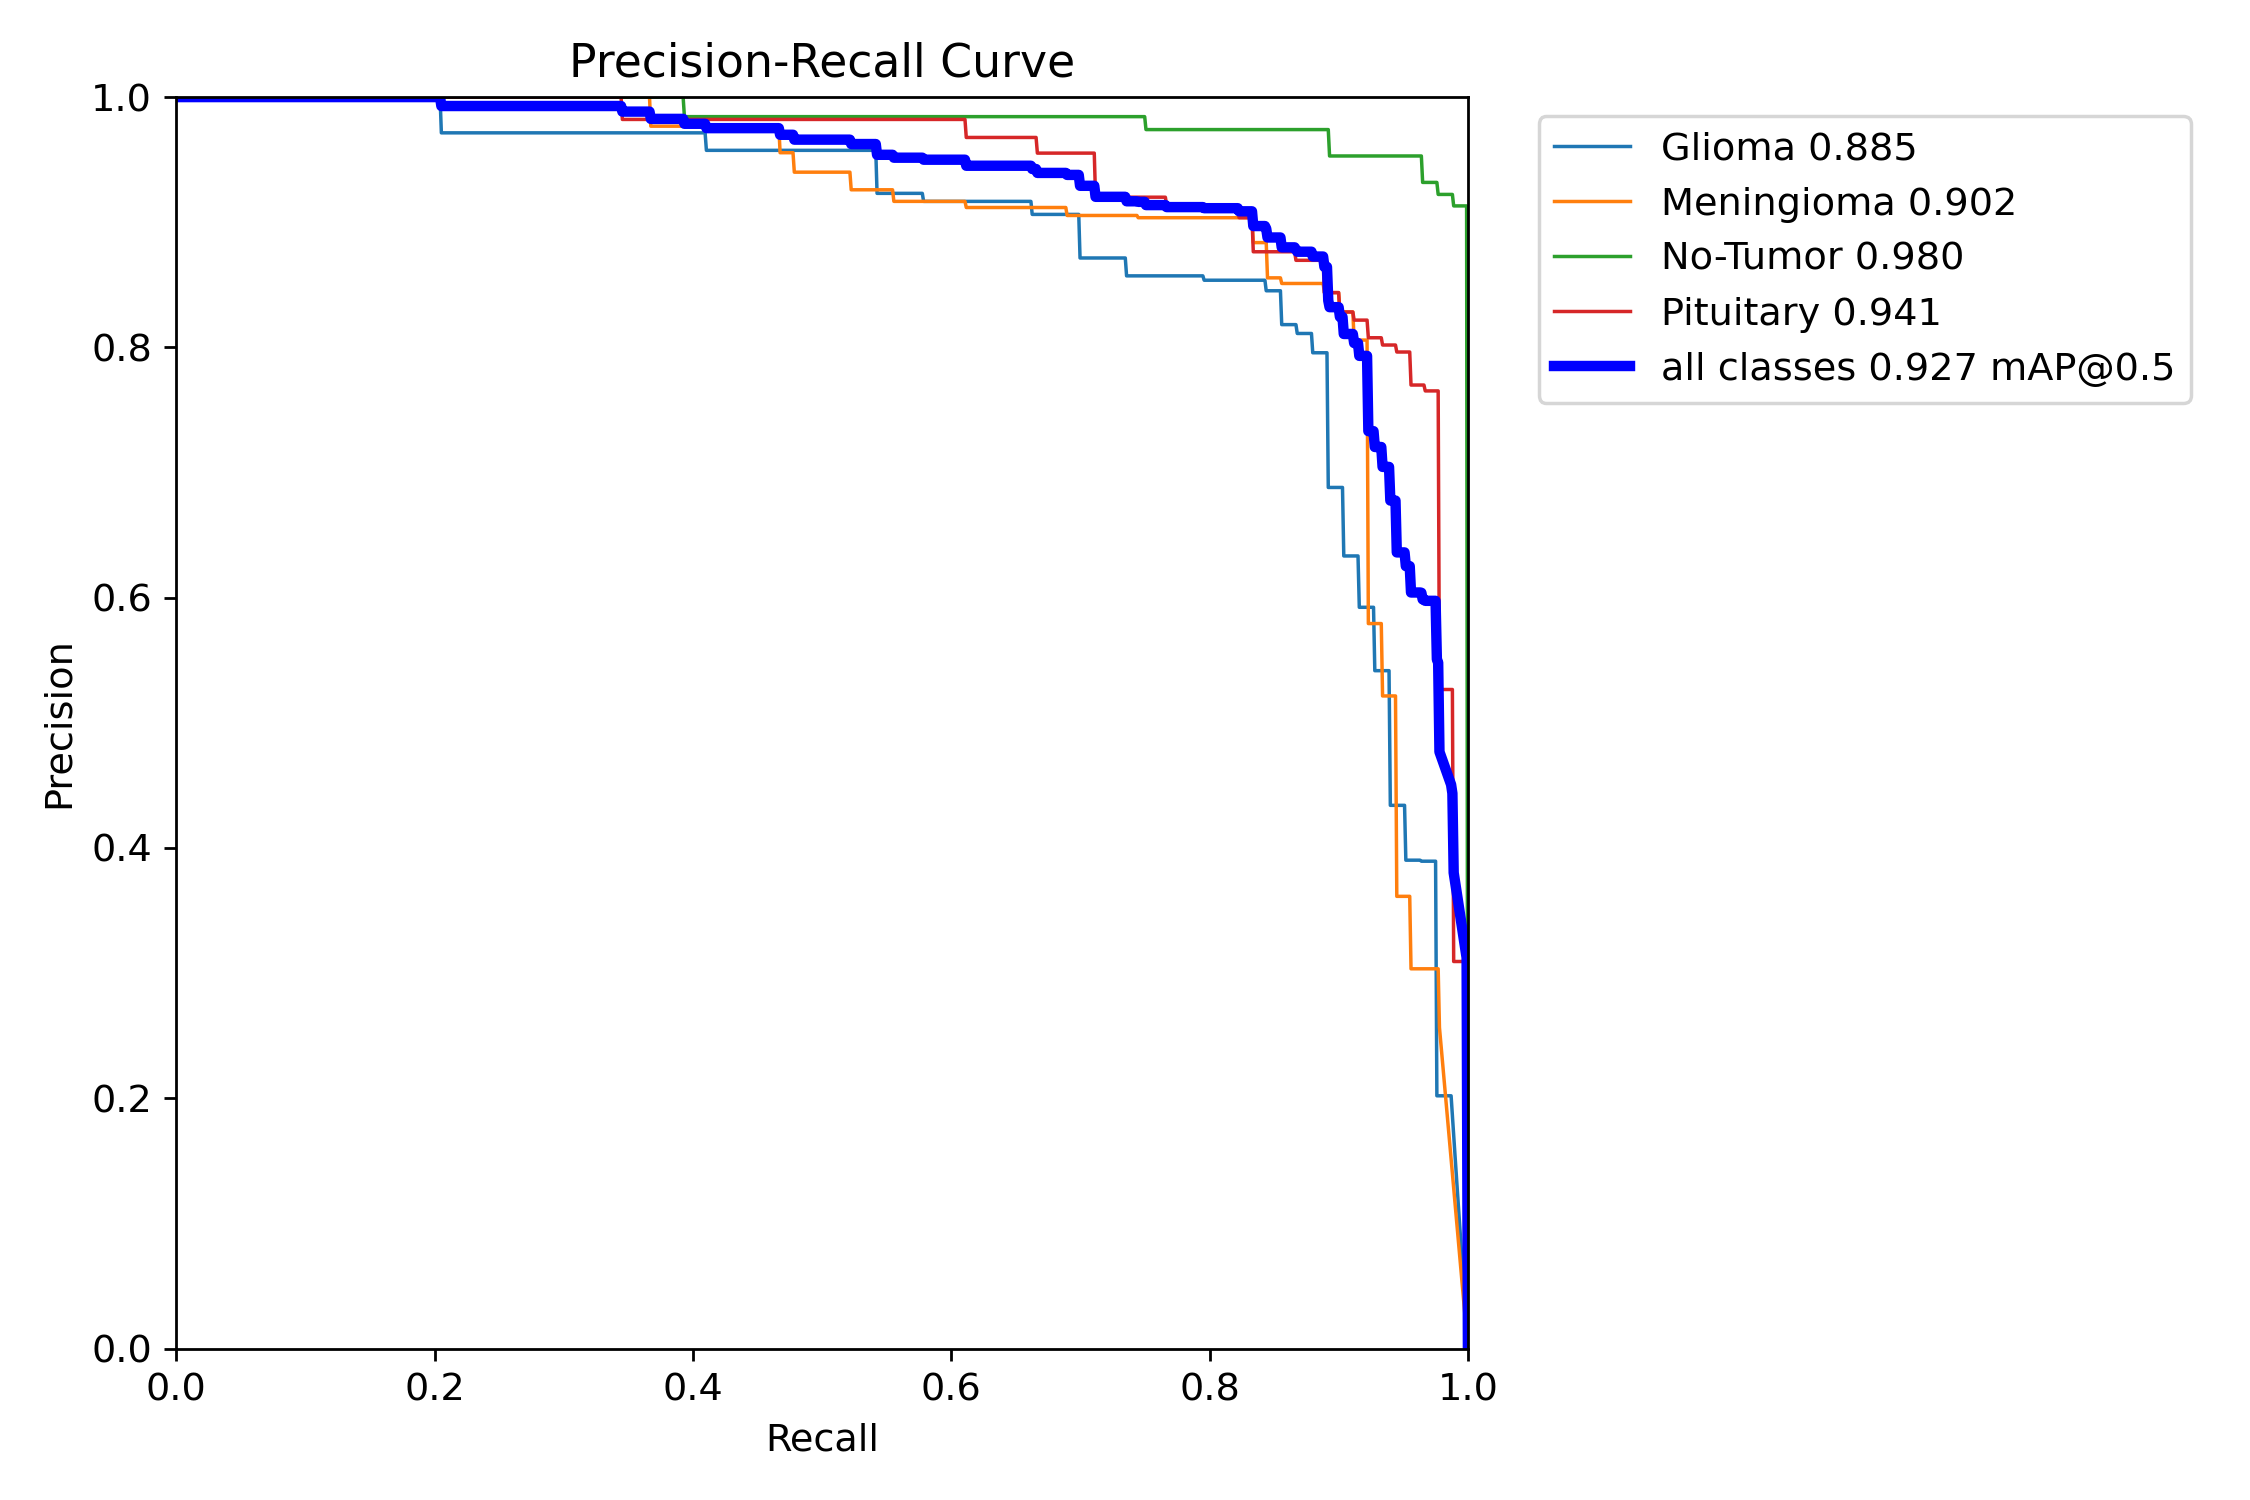 Precision-Recall Curve
1.0
0.8
0.6
0.4
0.2
0.0
Precision
0.0 0.2 0.4 0.6 0.8 1.0
Recall
Glioma 0.885
Meningioma 0.902
No-Tumor 0.980
Pituitary 0.941
all classes 0.927 mAP@0.5